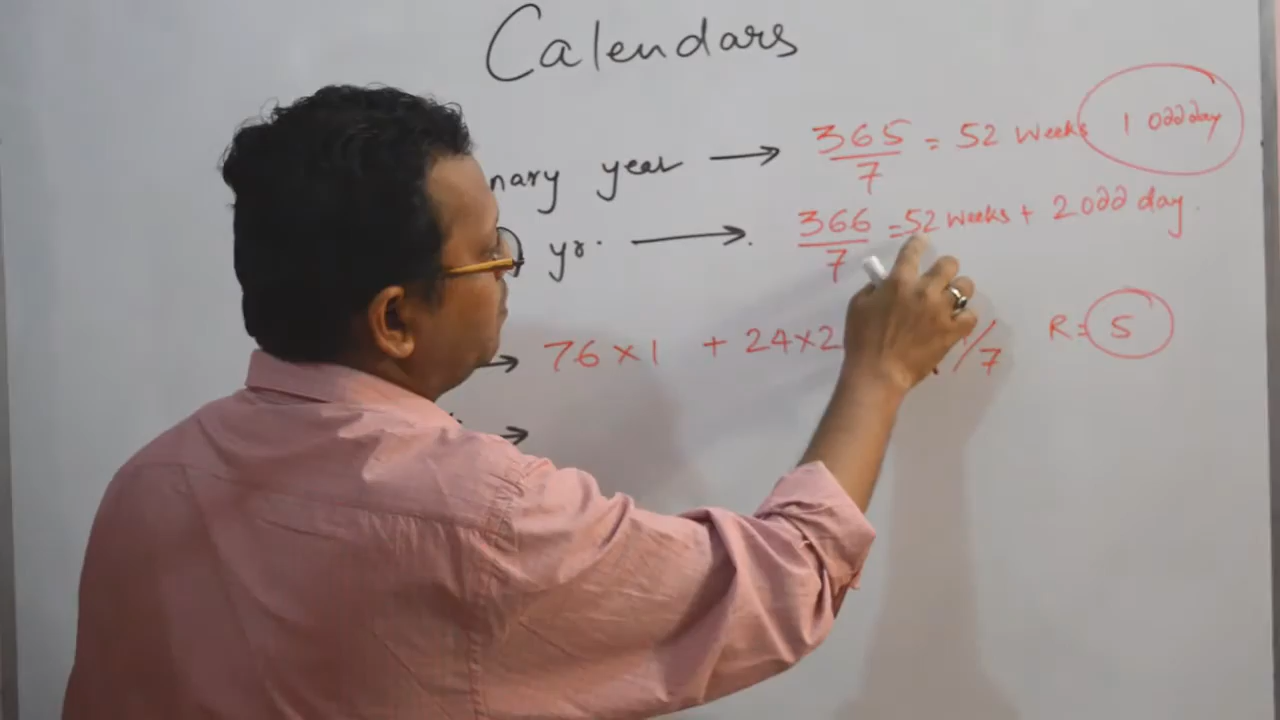 Calendars
nary year → 365/7 = 52 weeks 1 odd day
yr. → 366/7 = 52 weeks + 2 odd day.
→ 76 × 1 + 24 × 2 /7 R = 5
→